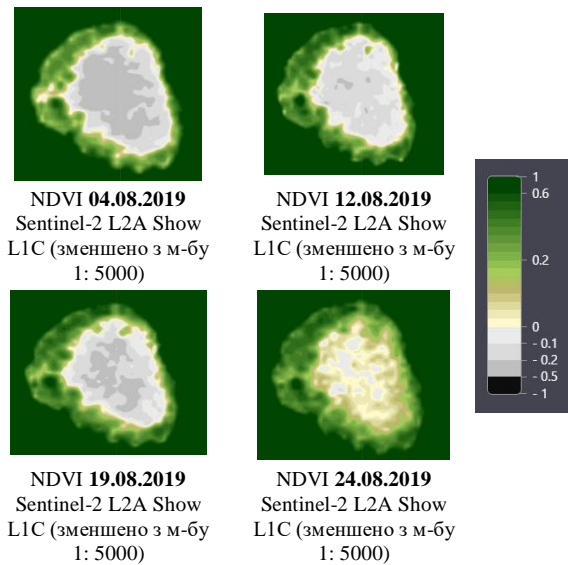 NDVI 04.08.2019
Sentinel-2 L2A Show
L1C (зменшено з м-бу
1: 5000)
NDVI 12.08.2019
Sentinel-2 L2A Show
L1C (зменшено з м-бу
1: 5000)
1
0.6
0.2
0
- 0.1
- 0.2
- 0.5
- 1
NDVI 19.08.2019
Sentinel-2 L2A Show
L1C (зменшено з м-бу
1: 5000)
NDVI 24.08.2019
Sentinel-2 L2A Show
L1C (зменшено з м-бу
1: 5000)